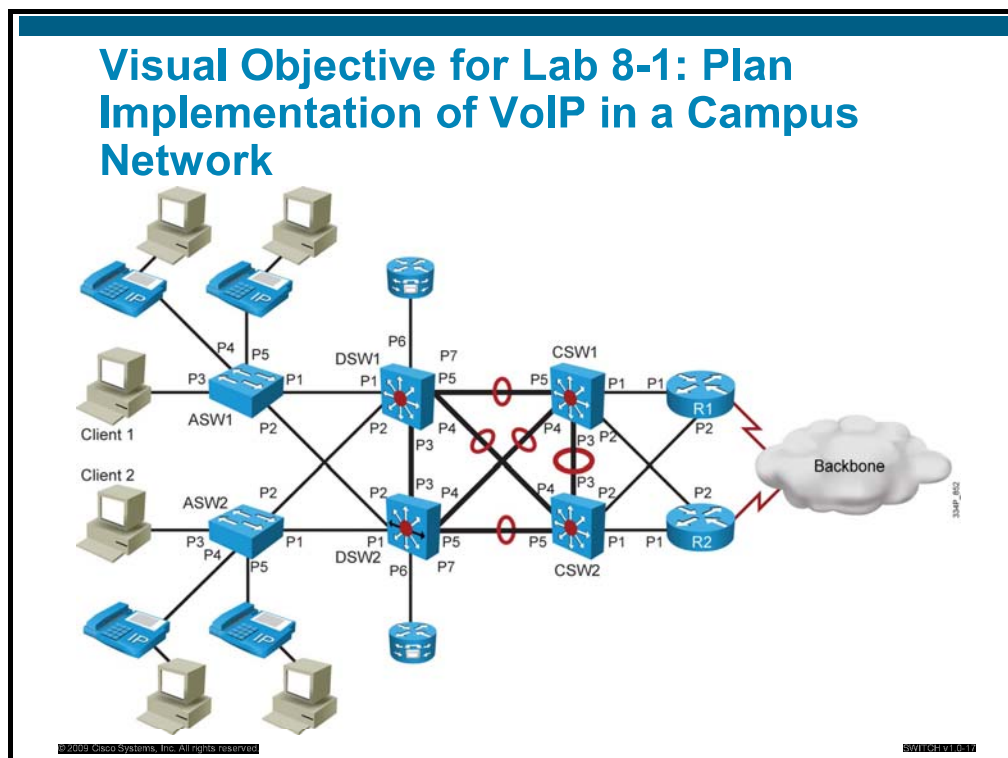 Visual Objective for Lab 8-1: Plan
Implementation of VoIP in a Campus
Network
IP
IP
P6
P4
P5
DSW1
P7
CSW1
P3
P1
P1
P5
P5
P1
P1
R1
ASW1
P2
P2
P4
P4
P2
P2
Client 1
P3
P3
Backbone
Client 2
P3
P3
ASW2
P2
P2
P4
P4
P2
P2
P3
P1
P1
P5
P5
P1
P1
R2
P4
P5
DSW2
P6
P7
CSW2
IP
IP
334P_652
© 2009 Cisco Systems, Inc. All rights reserved.
SWITCH v1.0-17